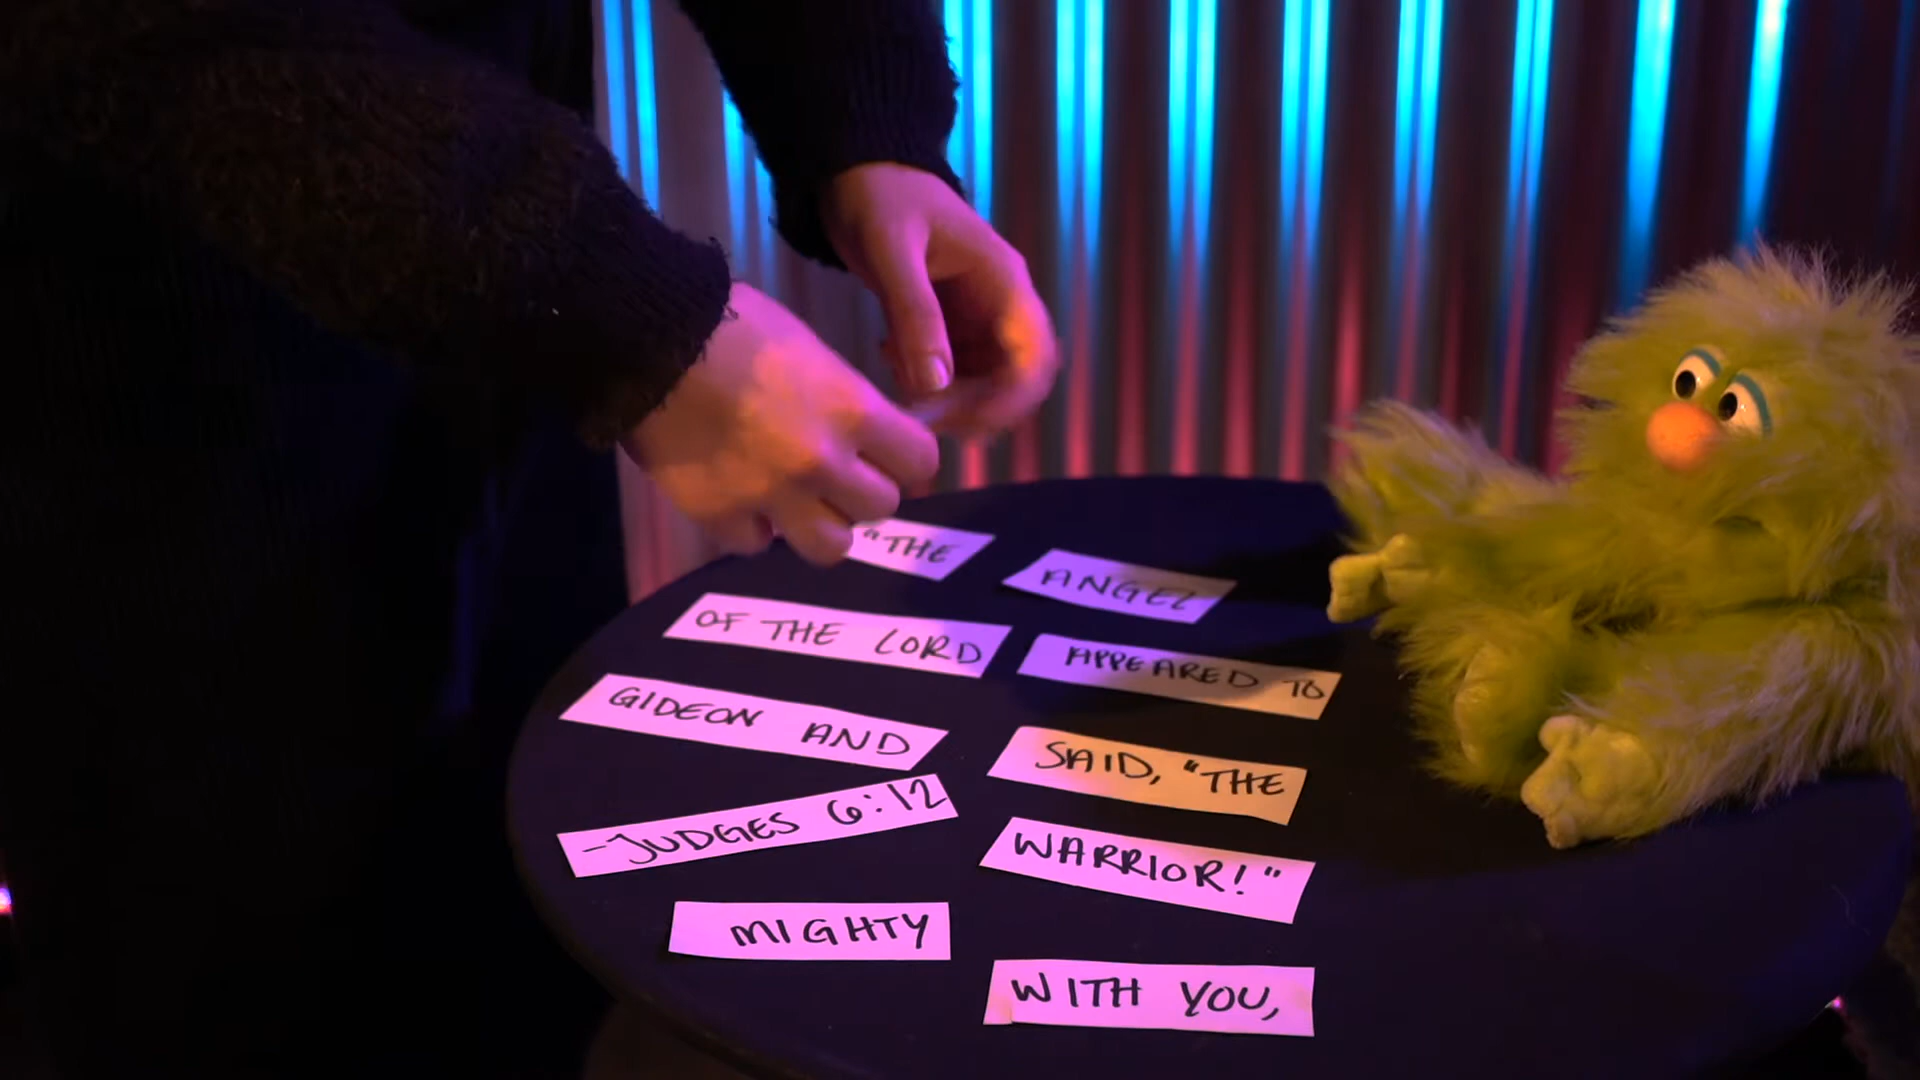 "THE
ANGEL
OF THE LORD
APPEARED TO
GIDEON AND
SAID, "THE
-JUDGES 6:12
WARRIOR!"
MIGHTY
WITH YOU,